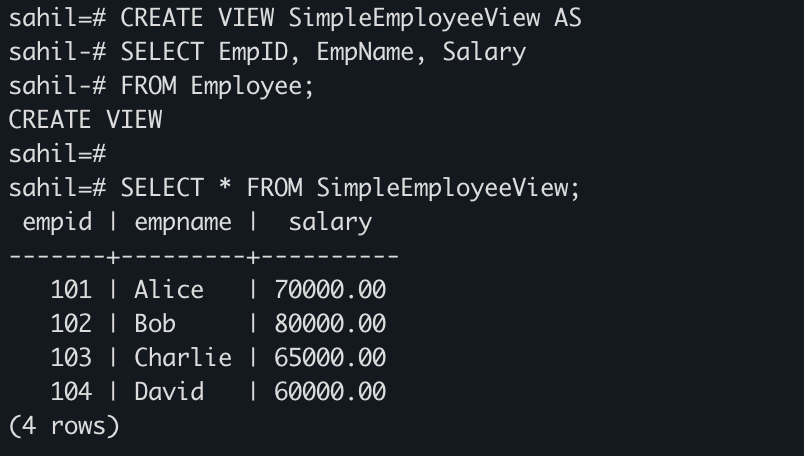 sahil=# CREATE VIEW SimpleEmployeeView AS
sahil-# SELECT EmpID, EmpName, Salary
sahil-# FROM Employee;
CREATE VIEW
sahil=#
sahil=# SELECT * FROM SimpleEmployeeView;
 empid | empname |  salary
-------+---------+----------
   101 | Alice   | 70000.00
   102 | Bob     | 80000.00
   103 | Charlie | 65000.00
   104 | David   | 60000.00
(4 rows)